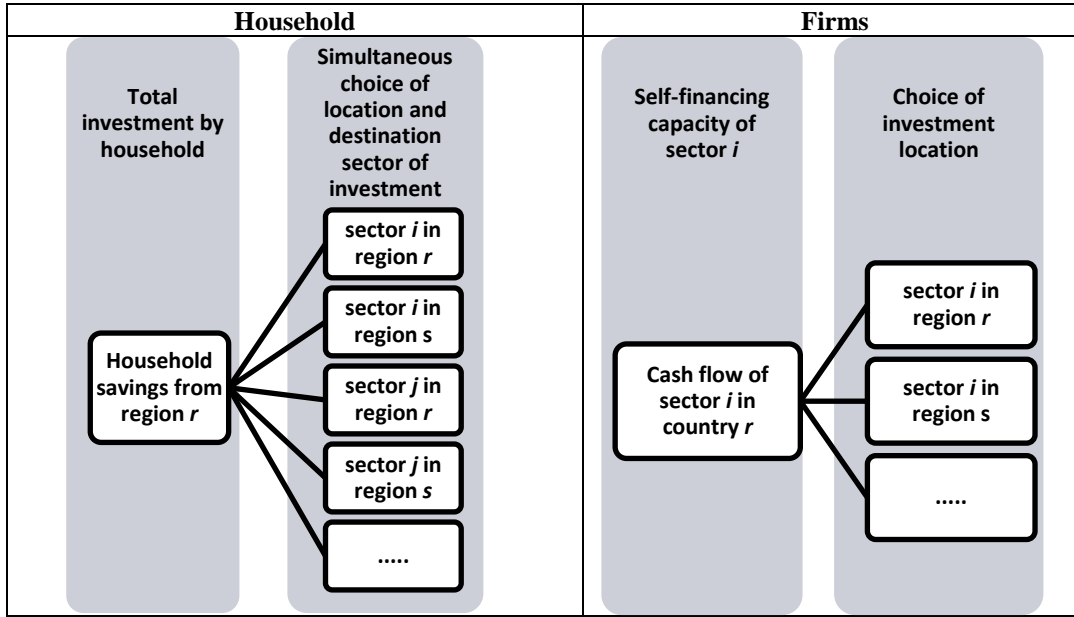 Household
Total
investment by
household
Simultaneous
choice of
location and
destination
sector of
investment
Household
savings from
region r
sector i in
region r
sector i in
region s
sector j in
region r
sector j in
region s
.....
Firms
Self-financing
capacity of
sector i
Choice of
investment
location
Cash flow of
sector i in
country r
sector i in
region r
sector i in
region s
.....